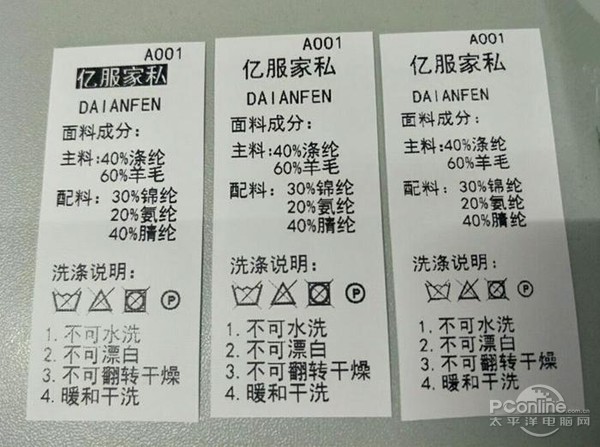 A001
亿服家私
DAIANFEN
面料成分:
主料:40%涤纶
60%羊毛
配料: 30%锦纶
20%氨纶
40%腈纶
洗涤说明:
P
1. 不可水洗
2. 不可漂白
3. 不可翻转干燥
4. 暖和干洗
A001
亿服家私
DAIANFEN
面料成分:
主料:40%涤纶
60%羊毛
配料: 30%锦纶
20%氨纶
40%腈纶
洗涤说明:
P
1. 不可水洗
2. 不可漂白
3. 不可翻转干燥
4. 暖和干洗
A001
亿服家私
DAIANFEN
面料成分:
主料:40%涤纶
60%羊毛
配料: 30%锦纶
20%氨纶
40%腈纶
洗涤说明:
P
1. 不可水洗
2. 不可漂白
3. 不可翻转干燥
4. 暖和干洗
PConline.com.cn
太平洋电脑网